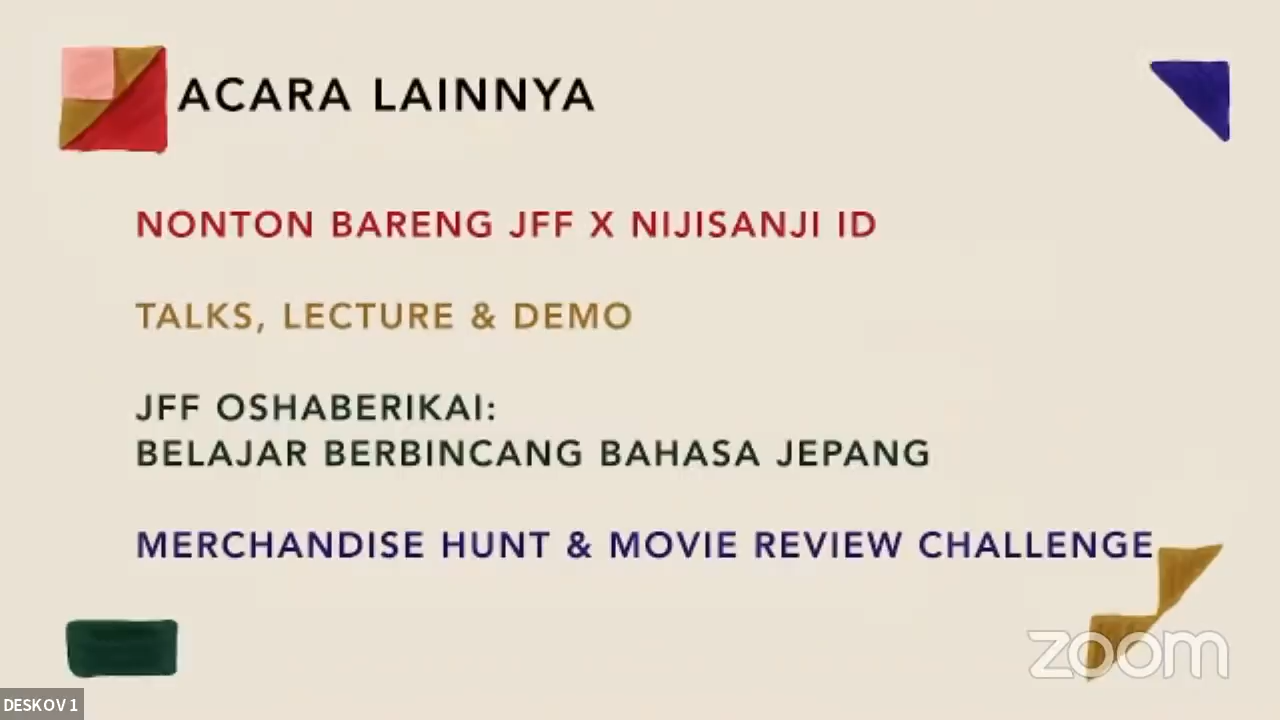 ACARA LAINNYA
NONTON BARENG JFF X NIJISANJI ID
TALKS, LECTURE & DEMO
JFF OSHABERIKAI:
BELAJAR BERBINCANG BAHASA JEPANG
MERCHANDISE HUNT & MOVIE REVIEW CHALLENGE
zoom
DESKOV 1